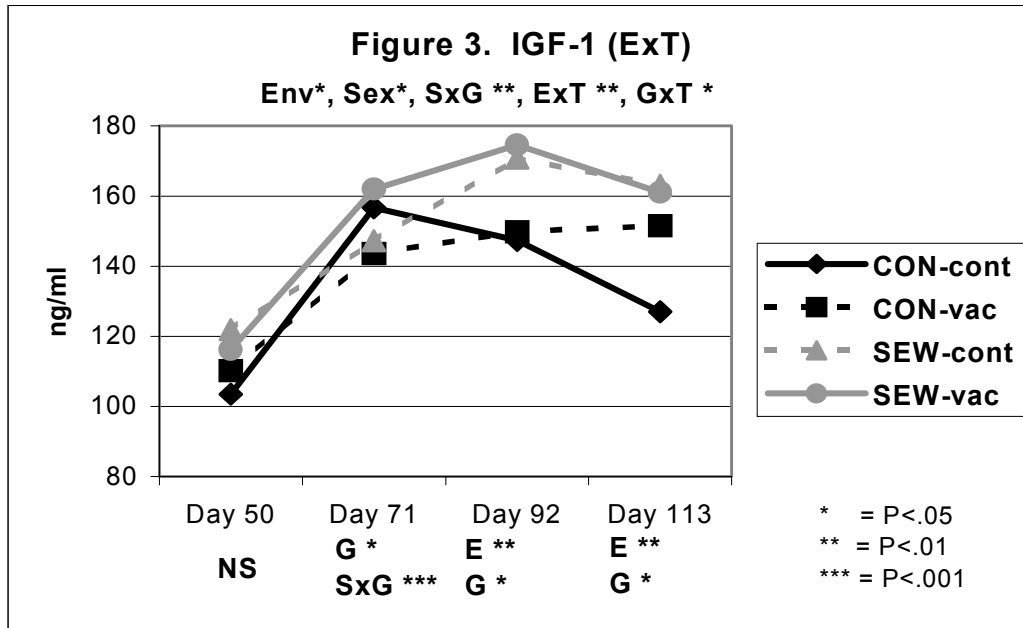 Figure 3.  IGF-1 (ExT)
Env*, Sex*, SxG **, ExT **, GxT *
180
160
140
120
100
80
ng/ml
Day 50 Day 71 Day 92 Day 113
NS
G *
SxG ***
E **
G *
E **
G *
CON-cont
CON-vac
SEW-cont
SEW-vac
* = P<.05
** = P<.01
*** = P<.001